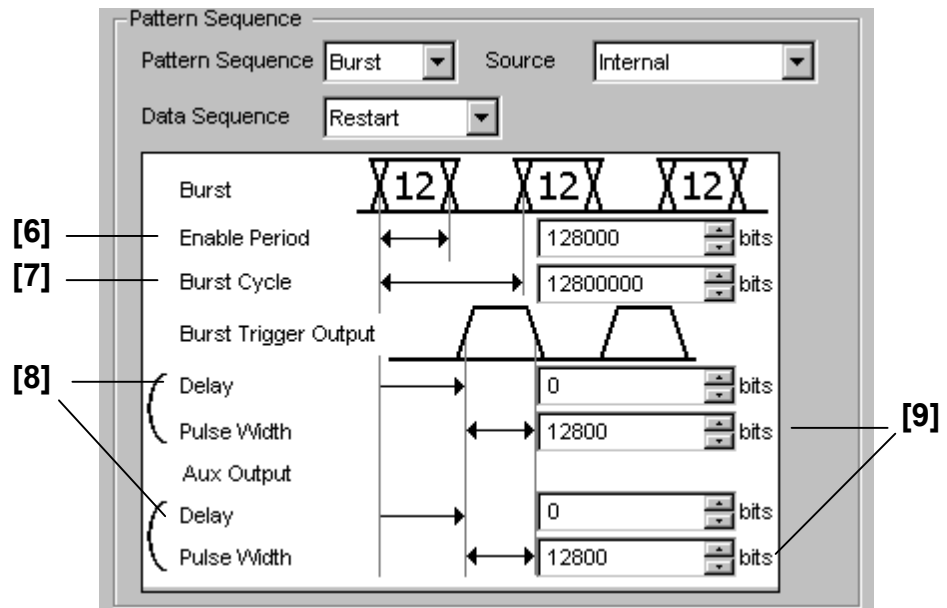 Pattern Sequence
Pattern Sequence Burst Source Internal
Data Sequence Restart
Burst 12 12 12
[6] Enable Period 128000 bits
[7] Burst Cycle 12800000 bits
Burst Trigger Output
[8] Delay 0 bits
[9]
Pulse Width 12800 bits
Aux Output
Delay 0 bits
Pulse Width 12800 bits